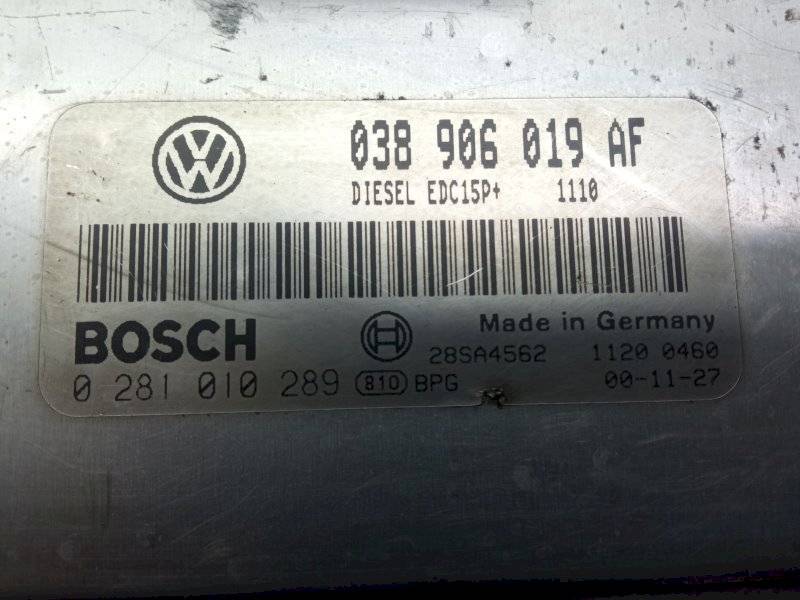 038 906 019 AF
DIESEL EDC15P+ 1110
BOSCH
Made in Germany
28SA4562 1120 0460
0 281 010 289 810 BPG 00-11-27